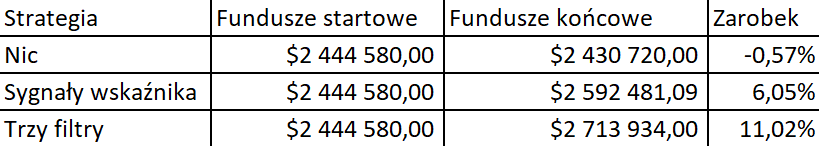 Strategia Fundusze startowe Fundusze końcowe Zarobek
Nic $2 444 580,00 $2 430 720,00 -0,57%
Sygnały wskaźnika $2 444 580,00 $2 592 481,09 6,05%
Trzy filtry $2 444 580,00 $2 713 934,00 11,02%